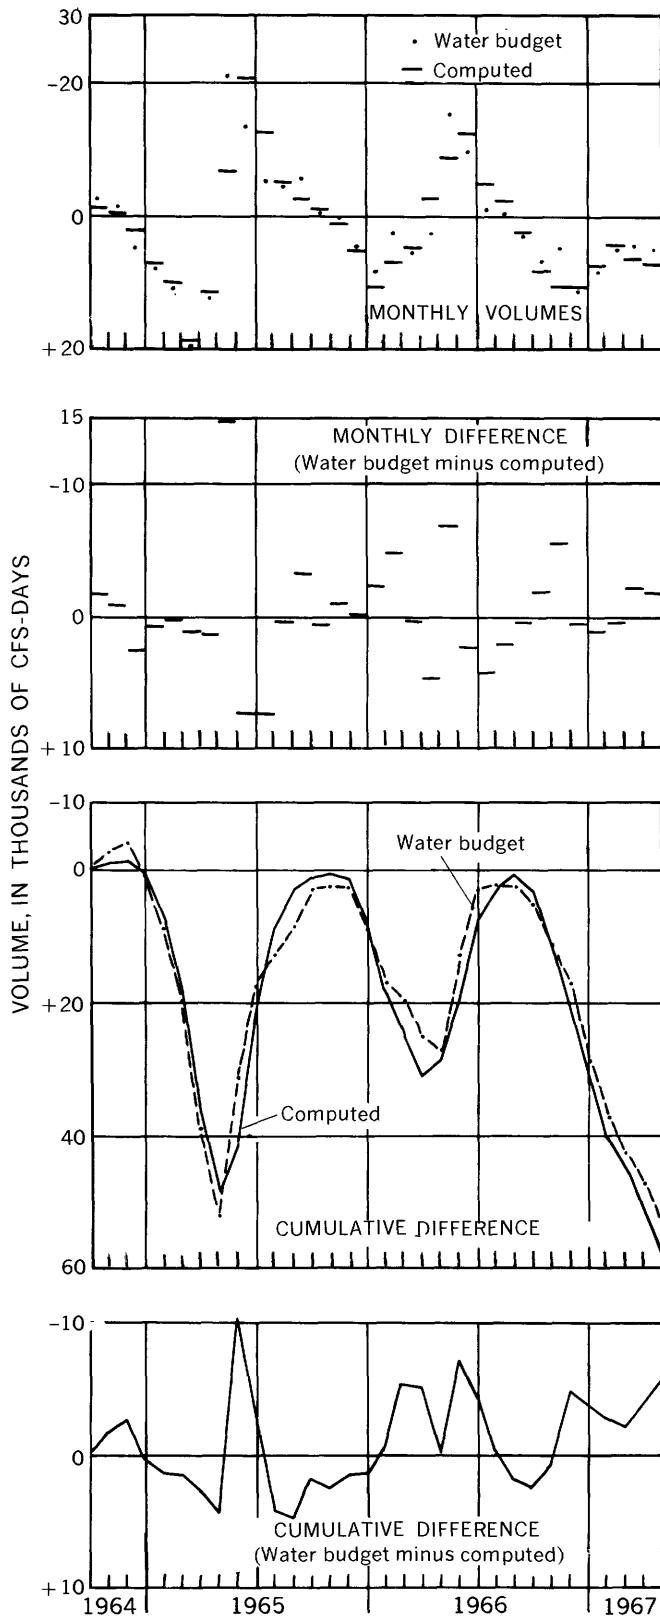 30
Water budget
-20
Computed
0
MONTHLY VOLUMES
+20
15
MONTHLY DIFFERENCE
(Water budget minus computed)
-10
0
+10
VOLUME, IN THOUSANDS OF CFS-DAYS
-10
Water budget
0
+20
Computed
40
CUMULATIVE DIFFERENCE
60
-10
0
CUMULATIVE DIFFERENCE
(Water budget minus computed)
+10
1964 1965 1966 1967